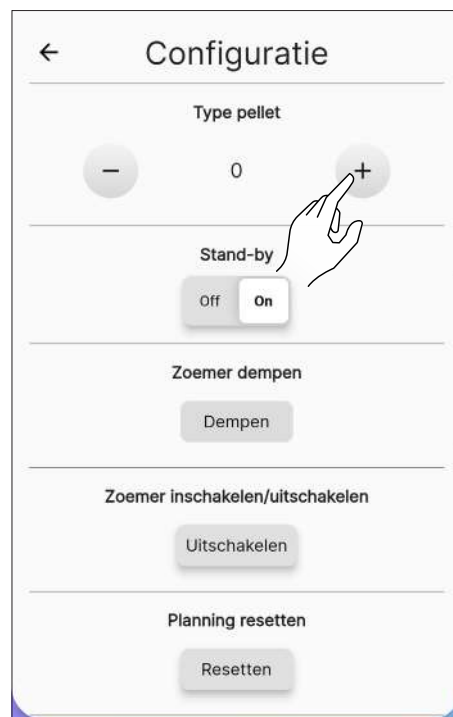 ← Configuratie
Type pellet
− 0 +
Stand-by
Off On
Zoemer dempen
Dempen
Zoemer inschakelen/uitschakelen
Uitschakelen
Planning resetten
Resetten